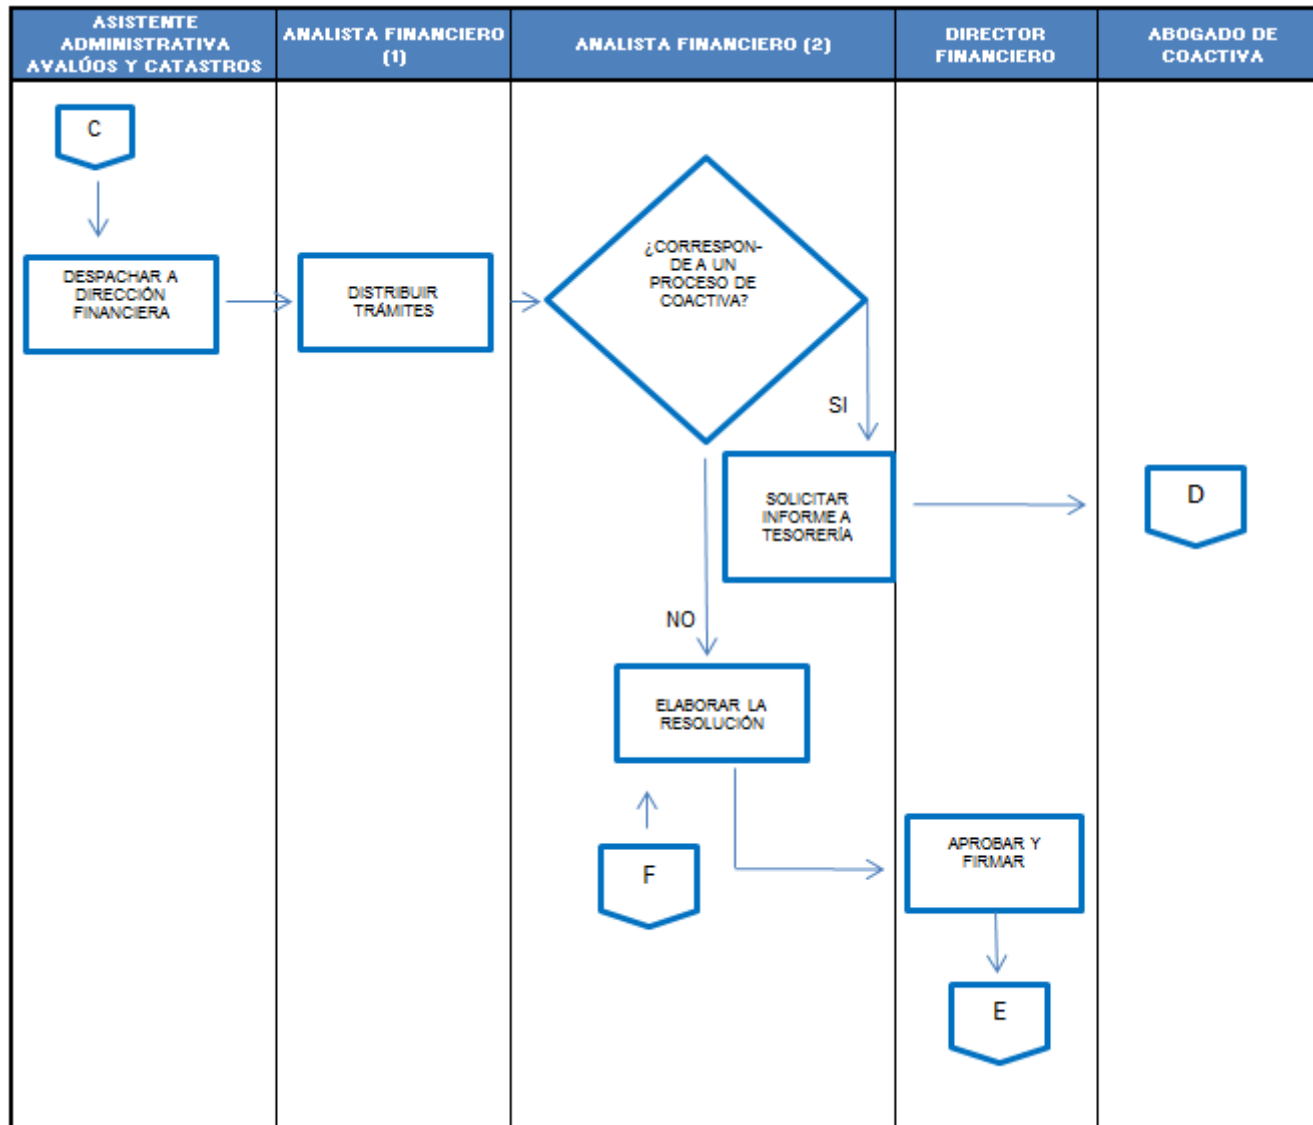 ASISTENTE
ADMINISTRATIVA
AVALÚOS Y CATASTROS
ANALISTA FINANCIERO
(1)
ANALISTA FINANCIERO (2)
DIRECTOR
FINANCIERO
ABOGADO DE
COACTIVA
C
DESPACHAR A
DIRECCIÓN
FINANCIERA
DISTRIBUIR
TRÁMITES
¿CORRESPON-
DE A UN
PROCESO DE
COACTIVA?
SI
SOLICITAR
INFORME A
TESORERÍA
D
NO
ELABORAR LA
RESOLUCIÓN
F
APROBAR Y
FIRMAR
E